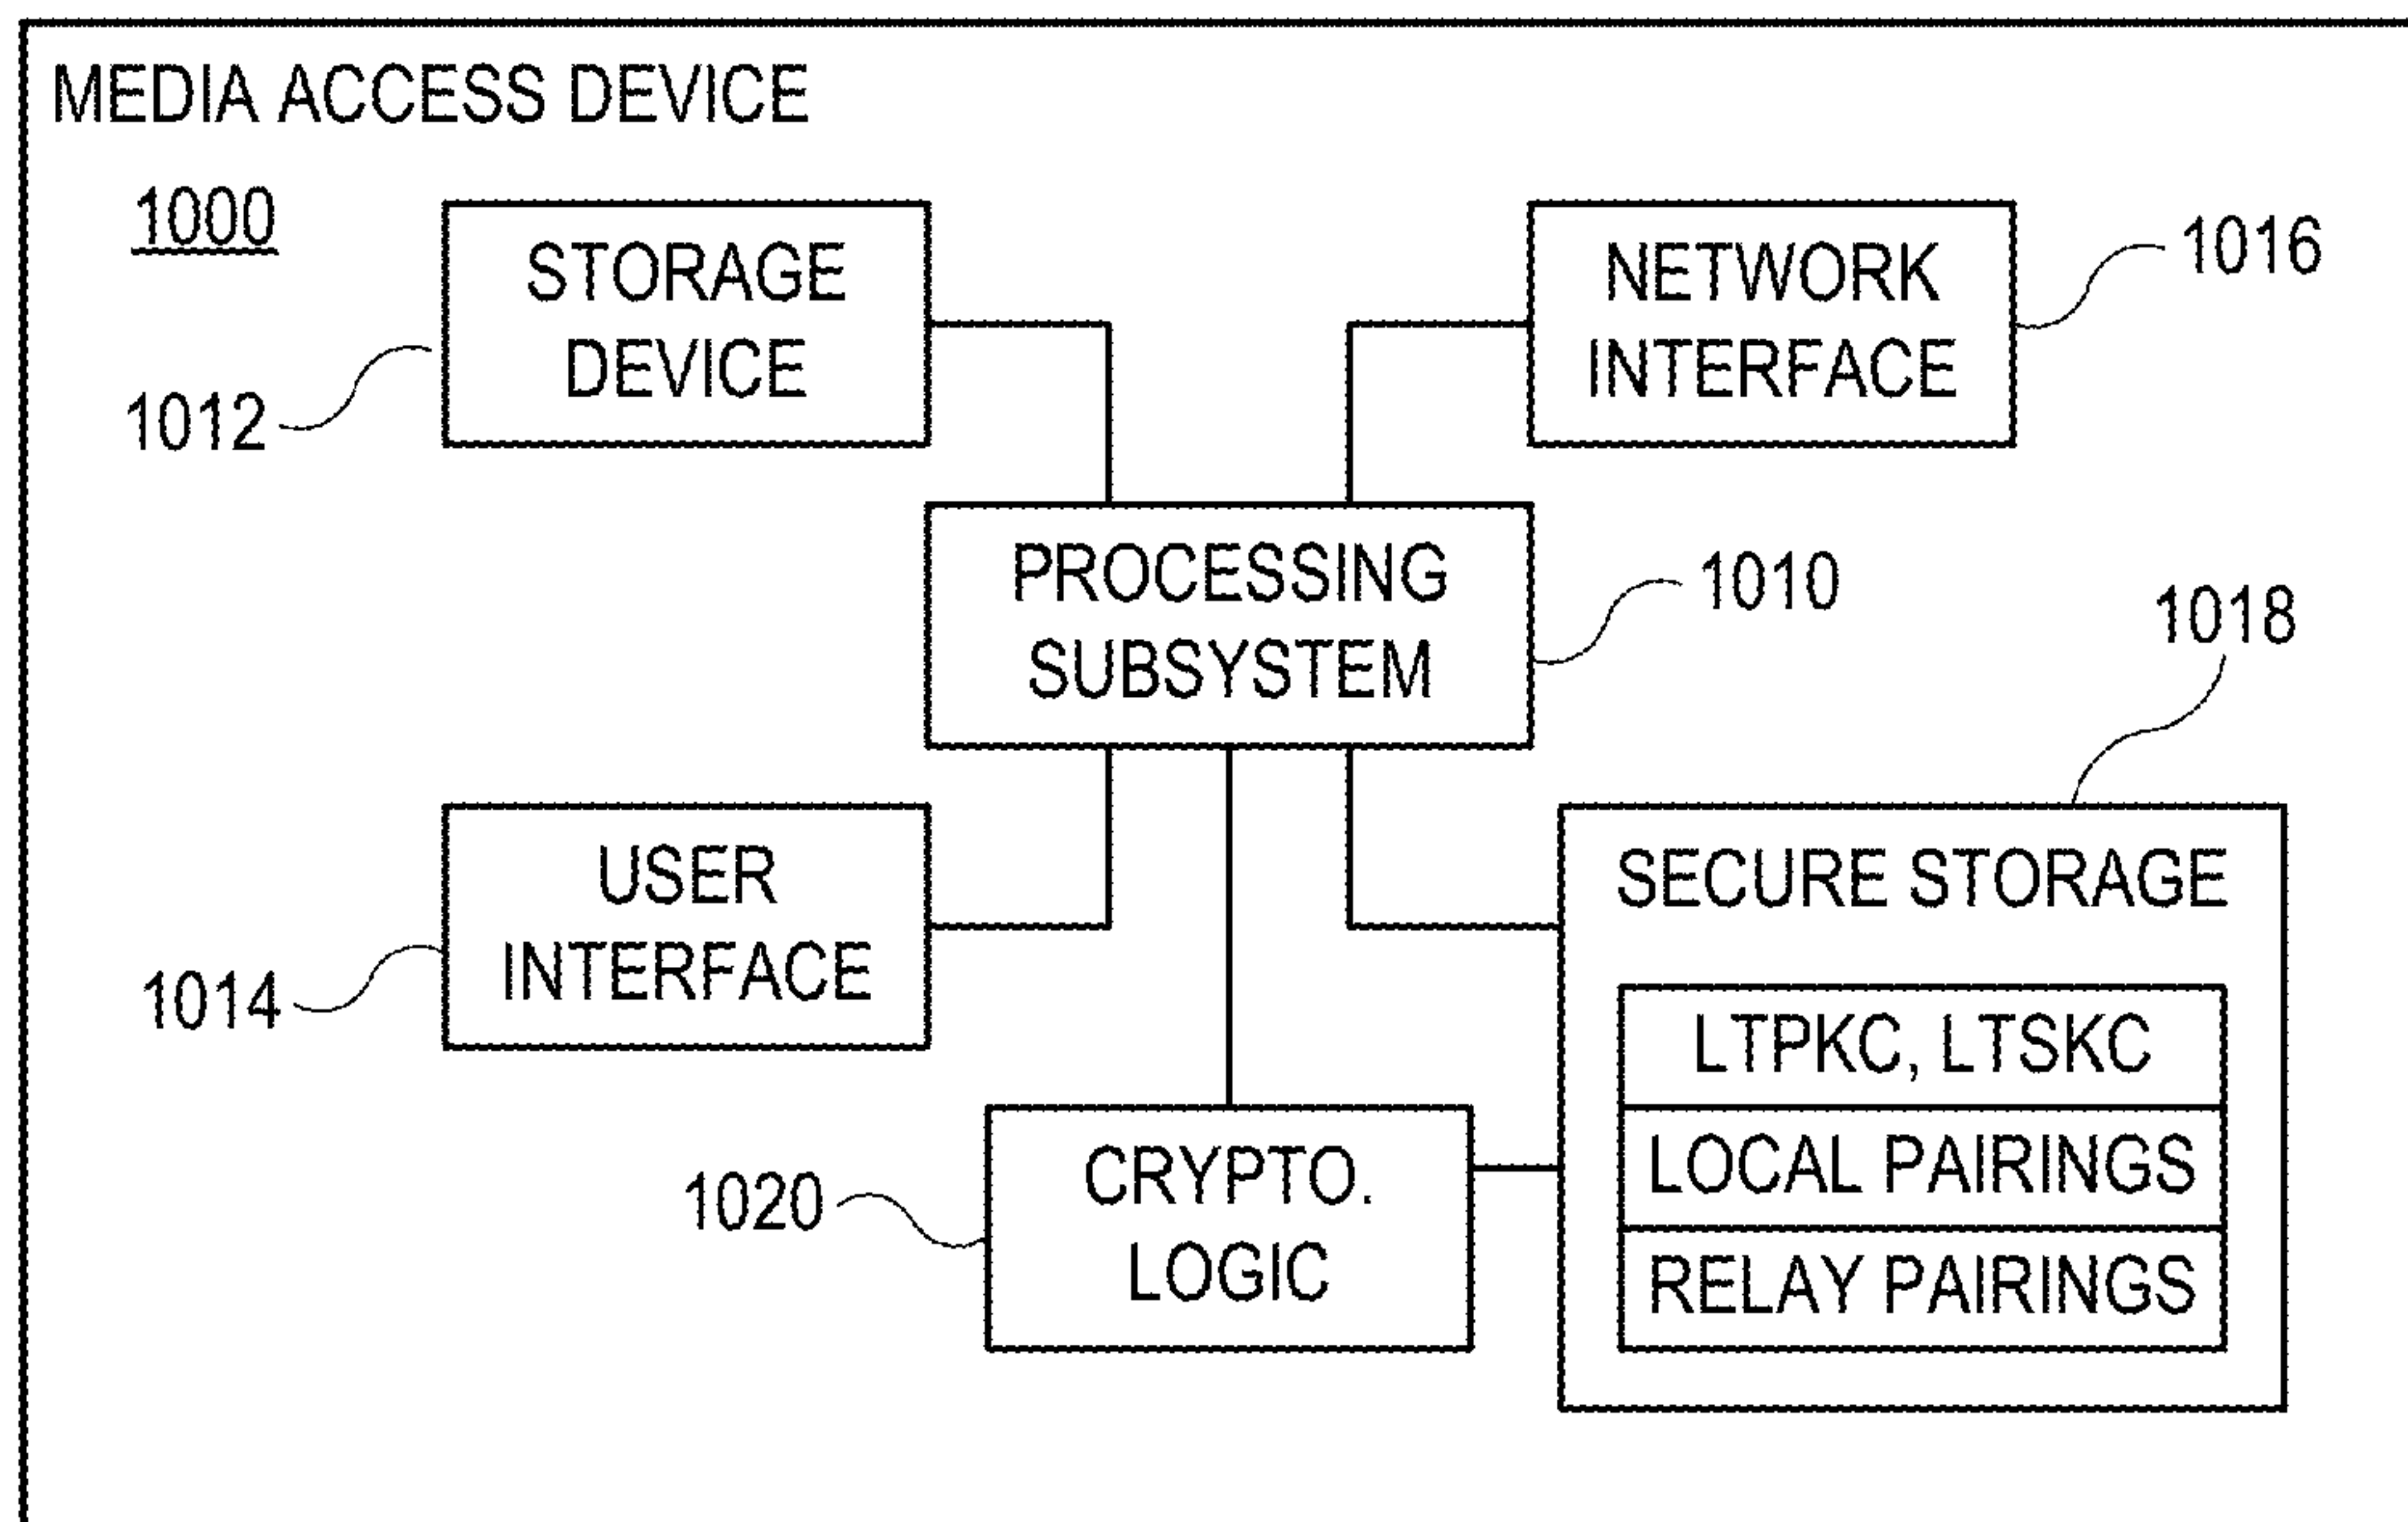 MEDIA ACCESS DEVICE
1000
STORAGE
DEVICE
1012
NETWORK
INTERFACE
1016
PROCESSING
SUBSYSTEM
1010
1018
USER
INTERFACE
1014
SECURE STORAGE
LTPKC, LTSKC
LOCAL PAIRINGS
RELAY PAIRINGS
CRYPTO.
LOGIC
1020